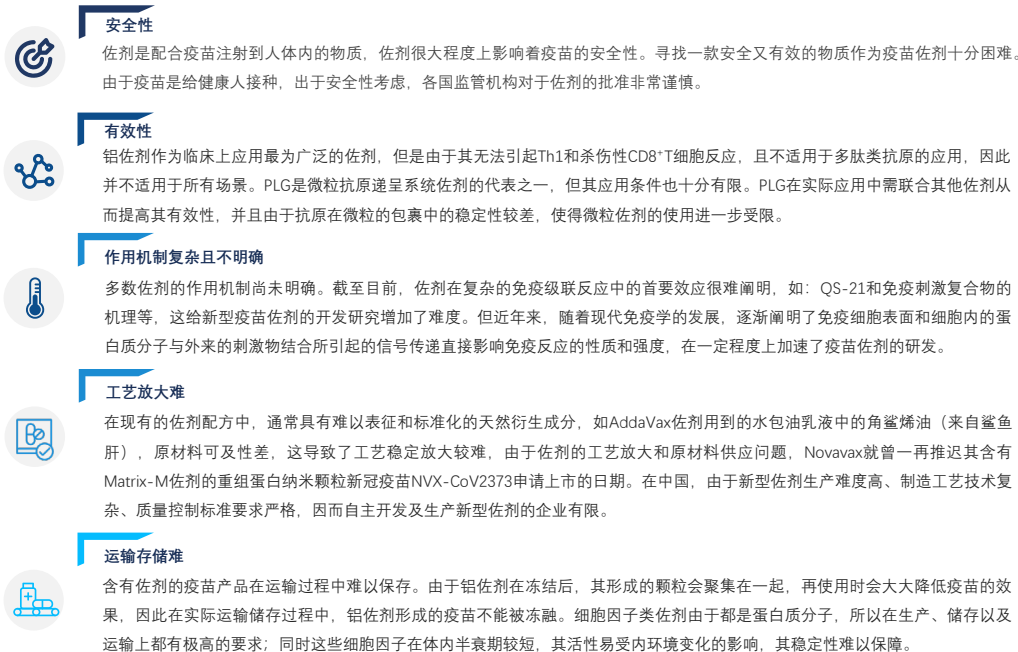 安全性
佐剂是配合疫苗注射到人体内的物质，佐剂很大程度上影响着疫苗的安全性。寻找一款安全又有效的物质作为疫苗佐剂十分困难。
由于疫苗是给健康人接种，出于安全性考虑，各国监管机构对于佐剂的批准非常谨慎。
有效性
铝佐剂作为临床上应用最为广泛的佐剂，但是由于其无法引起Th1和杀伤性CD8⁺T细胞反应，且不适用于多肽类抗原的应用，因此
并不适用于所有场景。PLG是微粒抗原递呈系统佐剂的代表之一，但其应用条件也十分有限。PLG在实际应用中需联合其他佐剂从
而提高其有效性，并且由于抗原在微粒的包裹中的稳定性较差，使得微粒佐剂的使用进一步受限。
作用机制复杂且不明确
多数佐剂的作用机制尚未明确。截至目前，佐剂在复杂的免疫级联反应中的首要效应很难阐明，如：QS-21和免疫刺激复合物的
机理等，这给新型疫苗佐剂的开发研究增加了难度。但近年来，随着现代免疫学的发展，逐渐阐明了免疫细胞表面和细胞内的蛋
白质分子与外来的刺激物结合所引起的信号传递直接影响免疫反应的性质和强度，在一定程度上加速了疫苗佐剂的研发。
工艺放大难
在现有的佐剂配方中，通常具有难以表征和标准化的天然衍生成分，如AddaVax佐剂用到的水包油乳液中的角鲨烯油（来自鲨鱼
肝），原材料可及性差，这导致了工艺稳定放大较难，由于佐剂的工艺放大和原材料供应问题，Novavax就曾一再推迟其含有
Matrix-M佐剂的重组蛋白纳米颗粒新冠疫苗NVX-CoV2373申请上市的日期。在中国，由于新型佐剂生产难度高、制造工艺技术复
杂、质量控制标准要求严格，因而自主开发及生产新型佐剂的企业有限。
运输存储难
含有佐剂的疫苗产品在运输过程中难以保存。由于铝佐剂在冻结后，其形成的颗粒会聚集在一起，再使用时会大大降低疫苗的效
果，因此在实际运输储存过程中，铝佐剂形成的疫苗不能被冻融。细胞因子类佐剂由于都是蛋白质分子，所以在生产、储存以及
运输上都有极高的要求；同时这些细胞因子在体内半衰期较短，其活性易受内环境变化的影响，其稳定性难以保障。